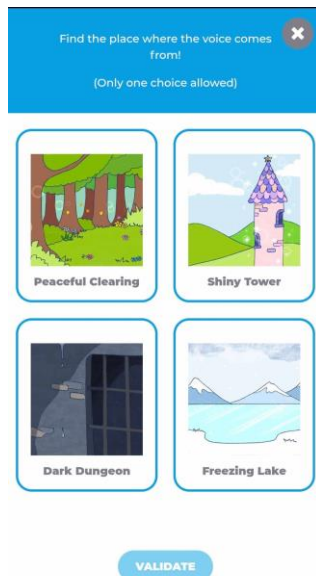 Find the place where the voice comes
from!
(Only one choice allowed)
Peaceful Clearing
Shiny Tower
Dark Dungeon
Freezing Lake
VALIDATE